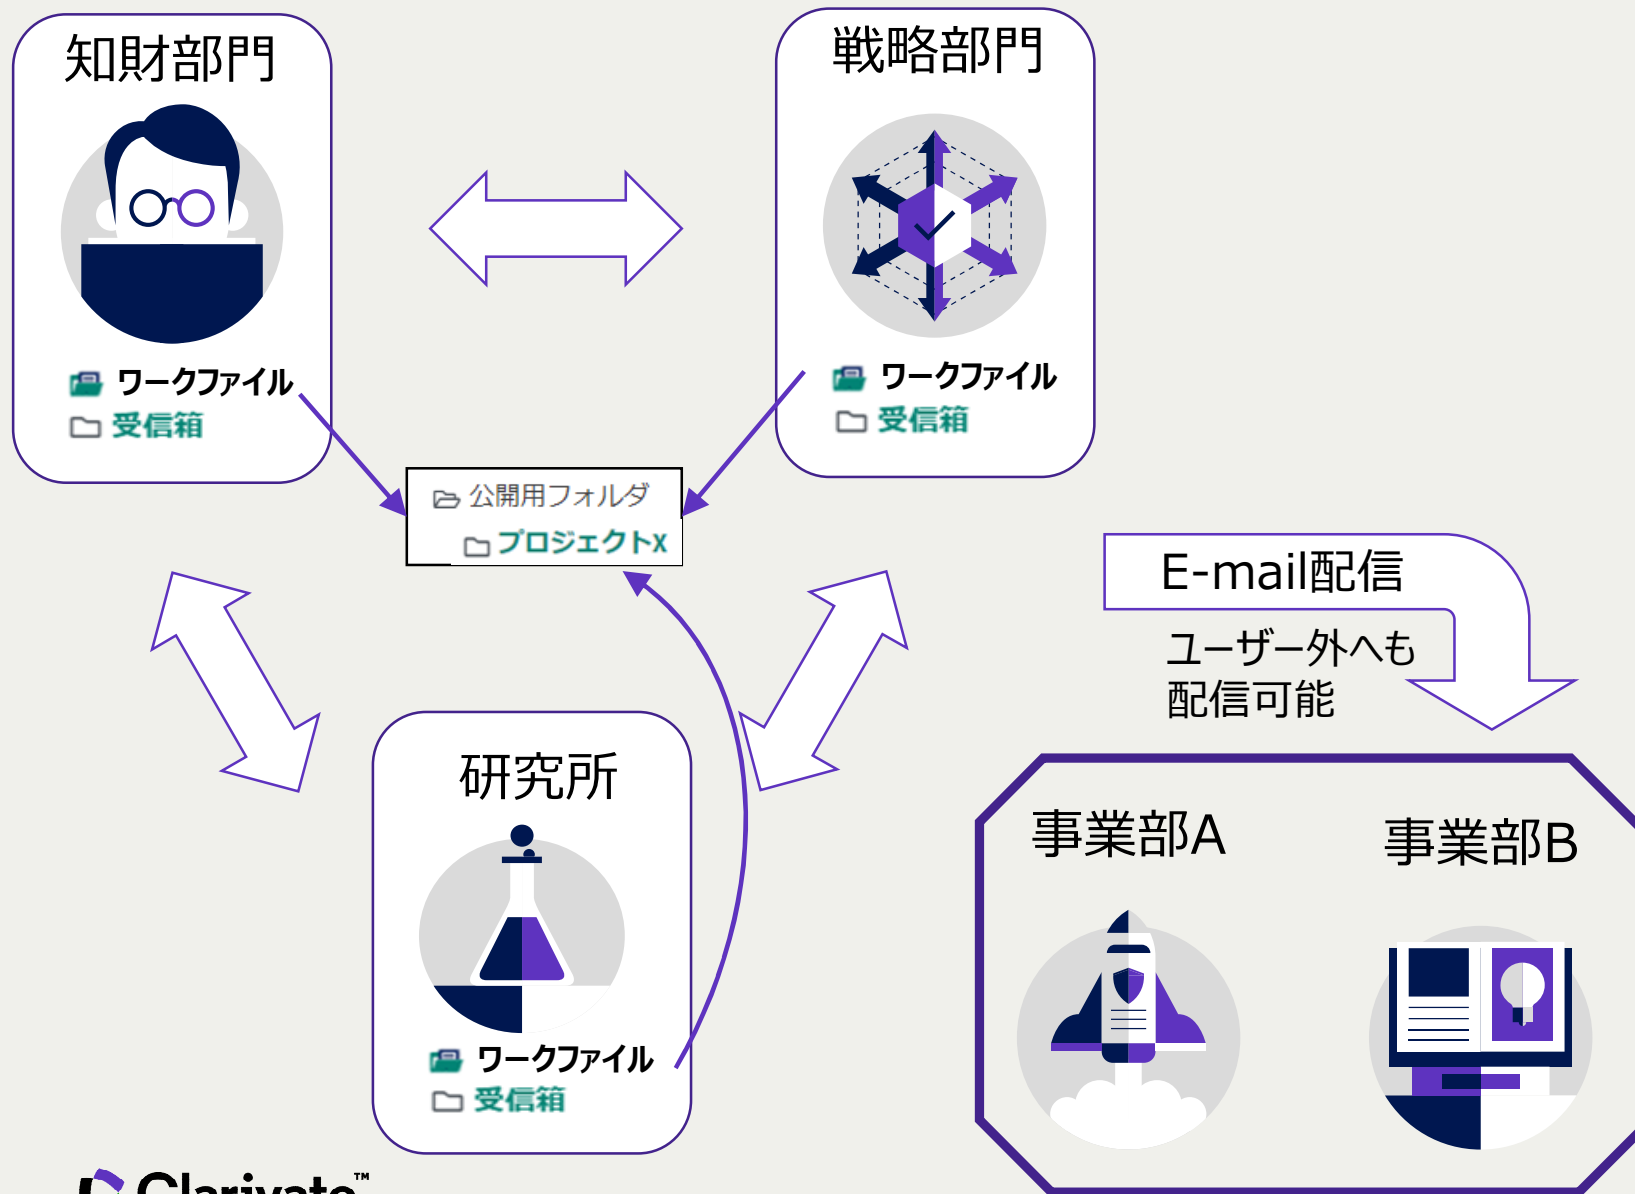 知財部門
戦略部門
ワークファイル
受信箱
ワークファイル
受信箱
公開用フォルダ
プロジェクトX
E-mail配信
ユーザー外へも
配信可能
研究所
事業部A
事業部B
ワークファイル
受信箱
Clarivate™